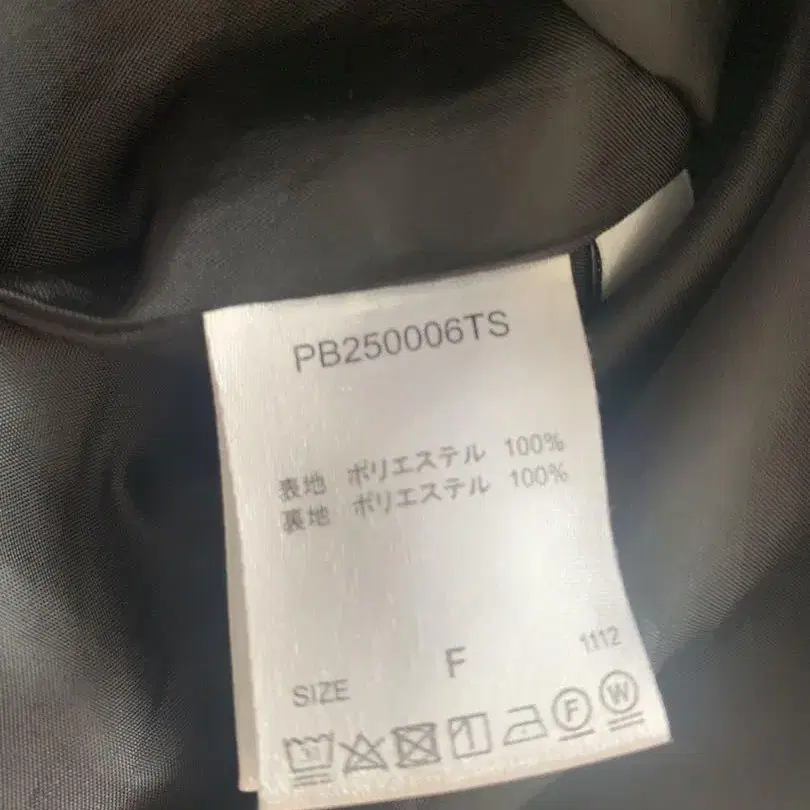 PB250006TS
表地 ポリエステル 100%
裏地 ポリエステル 100%
SIZE F 1112
F W